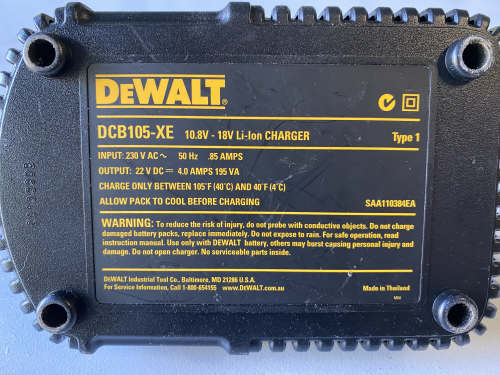 DEWALT®
DCB105-XE 10.8V - 18V Li-Ion CHARGER Type 1
INPUT: 230 V AC~ 50 Hz .85 AMPS
OUTPUT: 22 V DC⎓ 4.0 AMPS 195 VA
CHARGE ONLY BETWEEN 105°F (40°C) AND 40°F (4°C)
ALLOW PACK TO COOL BEFORE CHARGING SAA110384EA
WARNING: To reduce the risk of injury, do not probe with conductive objects. Do not charge
damaged battery packs, replace immediately. Do not expose to rain. For safe operation, read
instruction manual. Use only with DEWALT battery, others may burst causing personal injury and
damage. Do not open charger. No serviceable parts inside.
DEWALT Industrial Tool Co., Baltimore, MD 21286 U.S.A.
For Service Information, Call 1-800-654155 www.DEWALT.com.au
Made in Thailand